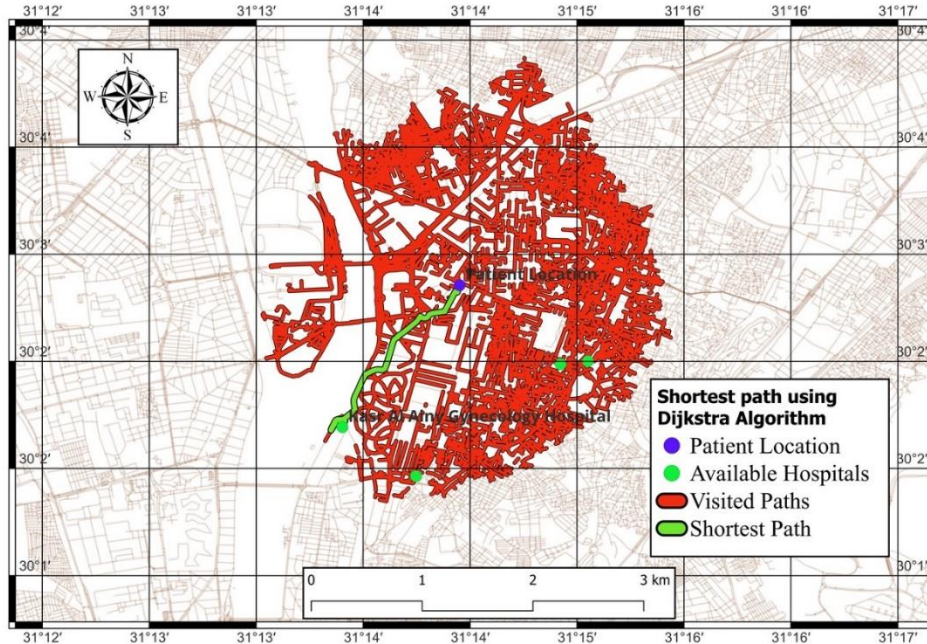 31°12' 31°13' 31°14' 31°14' 31°15' 31°15' 31°16' 31°16' 31°17'
30°4' 30°4'
N
W E
S
30°4' 30°4'
30°3' 30°3'
Patient Location
30°2' 30°2'
Shortest path using
Dijkstra Algorithm
Patient Location
Available Hospitals
Visited Paths
Shortest Path
Kasr Al Ainy Gynecology Hospital
30°2' 30°2'
30°1' 30°1'
0 1 2 3 km
31°12' 31°13' 31°14' 31°14' 31°15' 31°15' 31°16' 31°16' 31°17'